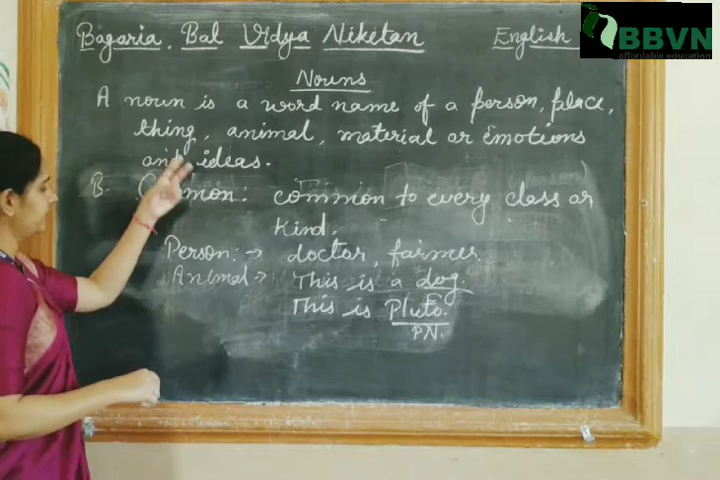 Bagaria. Bal Vidya Niketan English
BBVN
affordable education
Nouns
A noun is a word name of a person, place,
thing, animal, material or emotions
and ideas.
B. Common: common to every class or
kind.
Person:→ doctor, farmer.
Animal→ This is a dog.
This is Pluto.
PN.